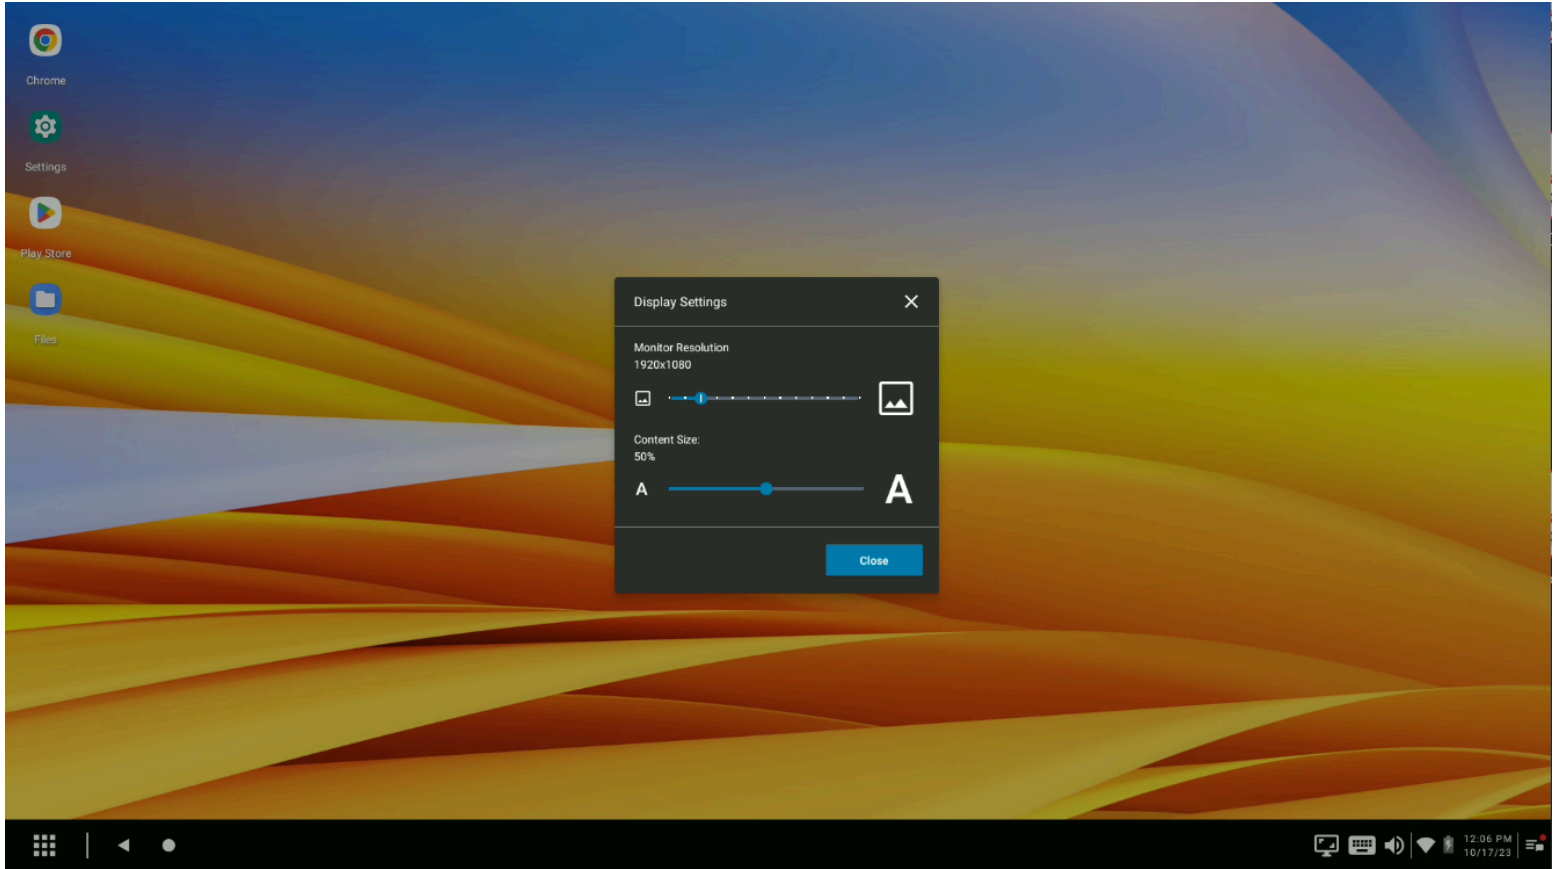 Chrome
Settings
Play Store
Files
Display Settings
Monitor Resolution
1920x1080
Content Size:
50%
A A
Close
12:06 PM
10/17/23